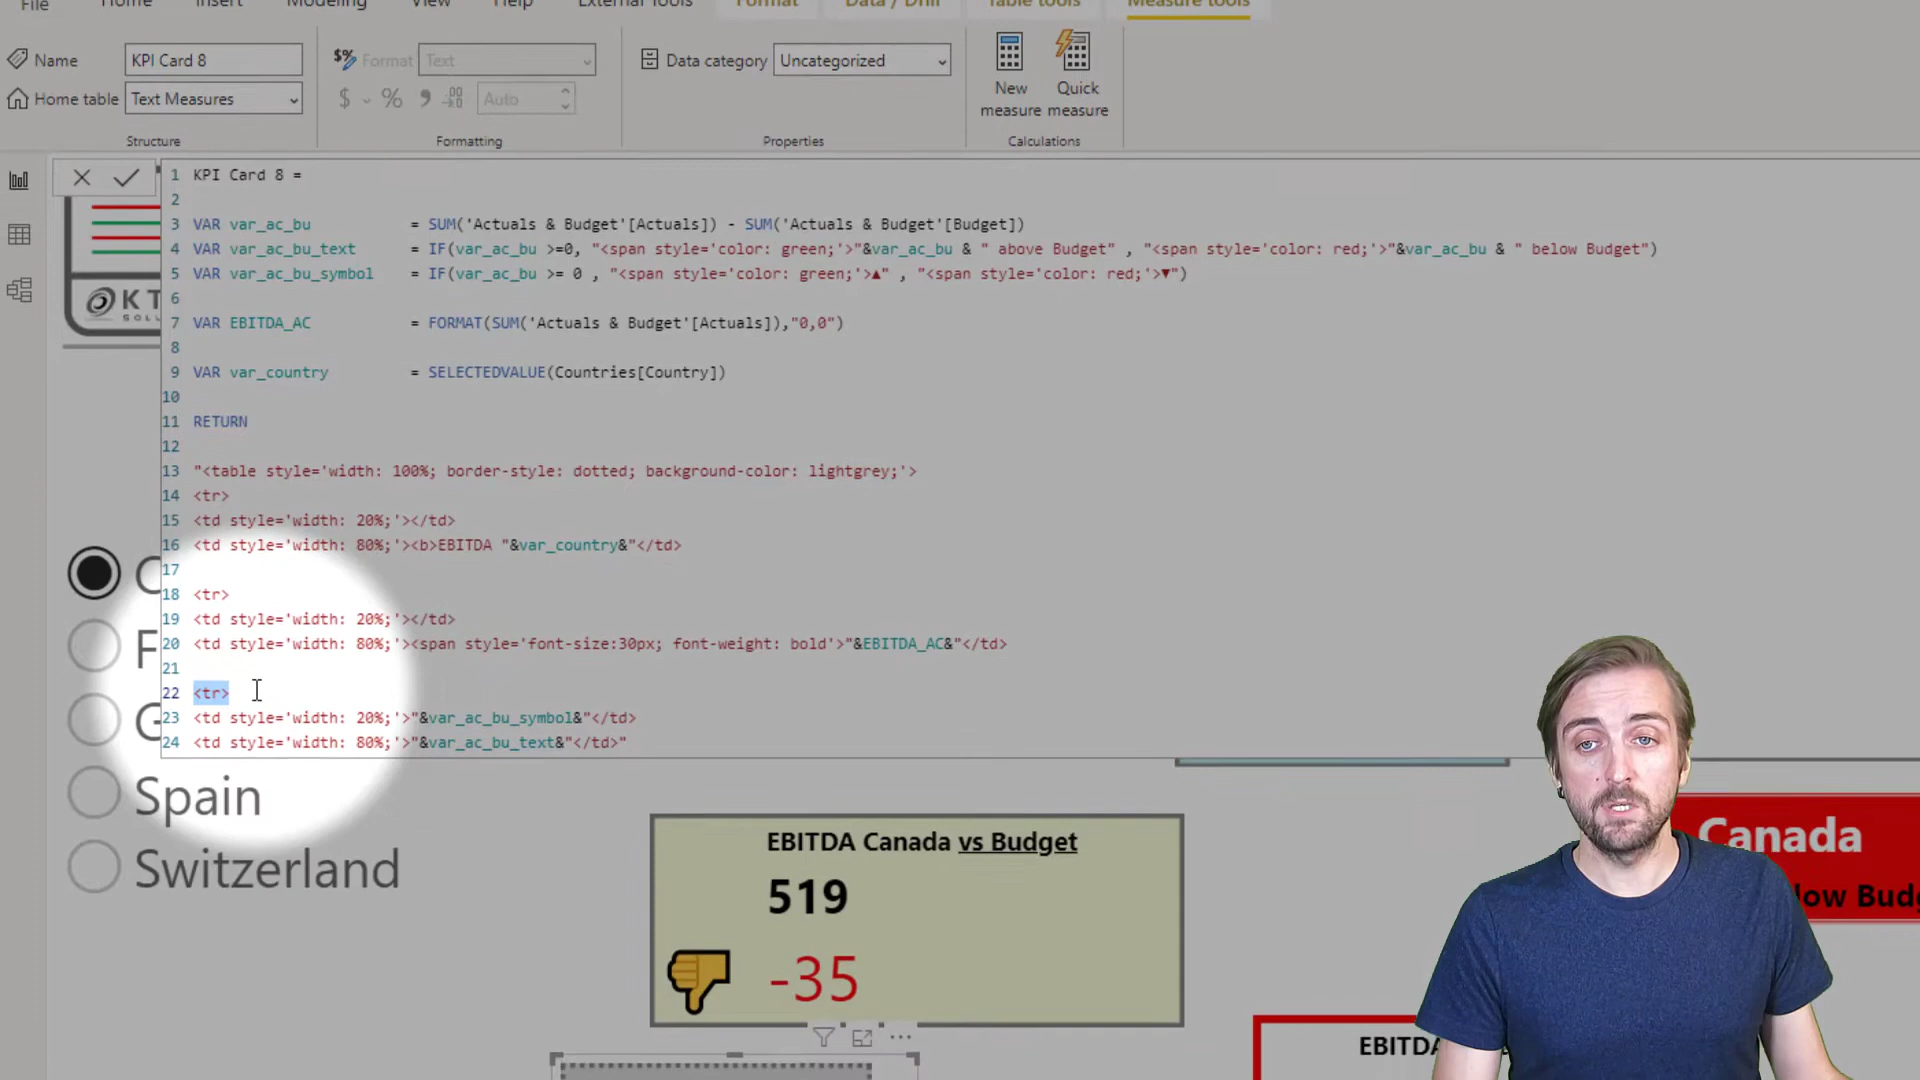 File Insert Modeling View Help External Tools Format Data / Drill Table tools Measure tools
Name KPI Card 8 Format Text Data category Uncategorized
Home table Text Measures $ % Auto New measure Quick measure
Structure Formatting Properties Calculations
1 KPI Card 8 =
2
3 VAR var_ac_bu = SUM('Actuals & Budget'[Actuals]) - SUM('Actuals & Budget'[Budget])
4 VAR var_ac_bu_text = IF(var_ac_bu >=0, "<span style='color: green;'>"&var_ac_bu & " above Budget" , "<span style='color: red;'>"&var_ac_bu & " below Budget")
5 VAR var_ac_bu_symbol = IF(var_ac_bu >= 0 , "<span style='color: green;'>▲" , "<span style='color: red;'>▼")
6
7 VAR EBITDA_AC = FORMAT(SUM('Actuals & Budget'[Actuals]),"0,0")
8
9 VAR var_country = SELECTEDVALUE(Countries[Country])
10
11 RETURN
12
13 "<table style='width: 100%; border-style: dotted; background-color: lightgrey;'>
14 <tr>
15 <td style='width: 20%;'></td>
16 <td style='width: 80%;'><b>EBITDA "&var_country&"</td>
17
18 <tr>
19 <td style='width: 20%;'></td>
20 <td style='width: 80%;'><span style='font-size:30px; font-weight: bold'>"&EBITDA_AC&"</td>
21
22 <tr>
23 <td style='width: 20%;'>"&var_ac_bu_symbol&"</td>
24 <td style='width: 80%;'>"&var_ac_bu_text&"</td>"
Spain
Switzerland
EBITDA Canada vs Budget
519
-35
Canada
EBITDA